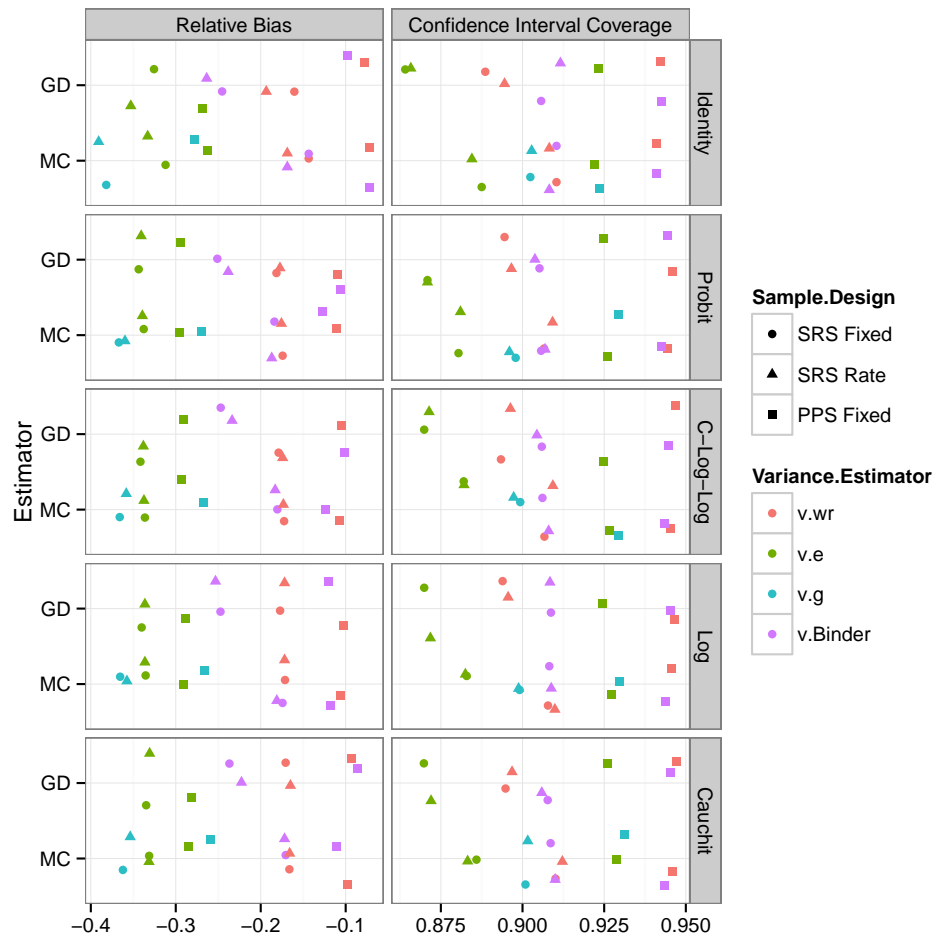 Relative Bias
Confidence Interval Coverage
GD
MC
Identity
GD
MC
Probit
GD
MC
C−Log−Log
GD
MC
Log
GD
MC
Cauchit
Estimator
−0.4
−0.3
−0.2
−0.1
0.875
0.900
0.925
0.950
Sample.Design
SRS Fixed
SRS Rate
PPS Fixed
Variance.Estimator
v.wr
v.e
v.g
v.Binder